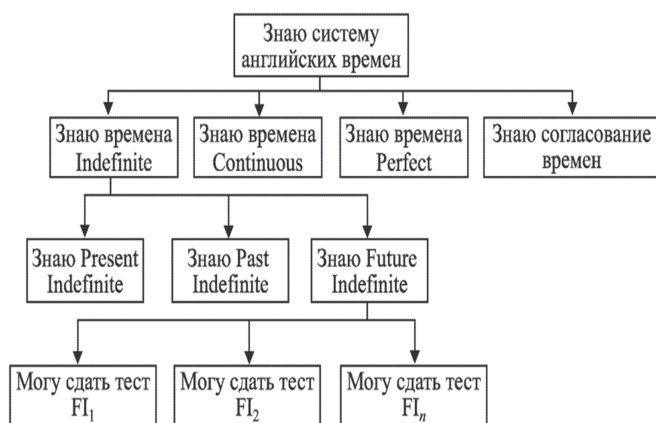 Знаю систему
английских времен
Знаю времена
Indefinite
Знаю времена
Continuous
Знаю времена
Perfect
Знаю согласование
времен
Знаю Present
Indefinite
Знаю Past
Indefinite
Знаю Future
Indefinite
Могу сдать тест
FI₁
Могу сдать тест
FI₂
Могу сдать тест
FIₙ